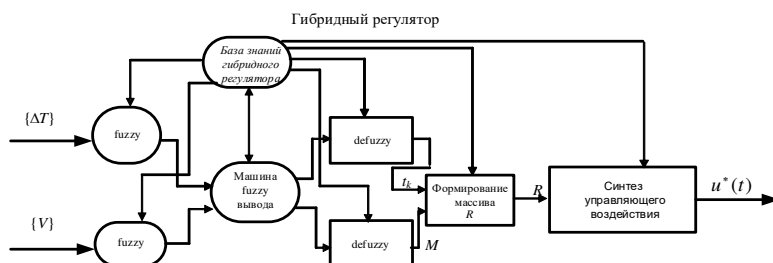 Гибридный регулятор
База знаний
гибридного
регулятора
{ΔT}
fuzzy
defuzzy
Машина
fuzzy
вывода
t_k
Формирование
массива
R
R
Синтез
управляющего
воздействия
u*(t)
{V}
fuzzy
defuzzy
M